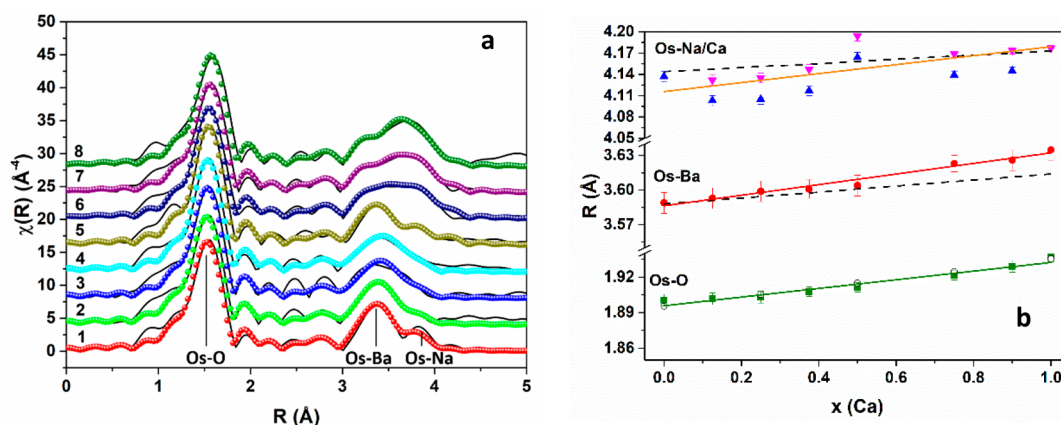 a
χ(R) (Å⁻⁴)
50
45
40
35
30
25
20
15
10
5
0
8
7
6
5
4
3
2
1
Os-O
Os-Ba
Os-Na
0 1 2 3 4 5
R (Å)
b
R (Å)
4.20
4.17
4.14
4.08
4.05
3.63
3.60
3.57
1.92
1.89
1.86
Os-Na/Ca
Os-Ba
Os-O
0.0 0.2 0.4 0.6 0.8 1.0
x (Ca)